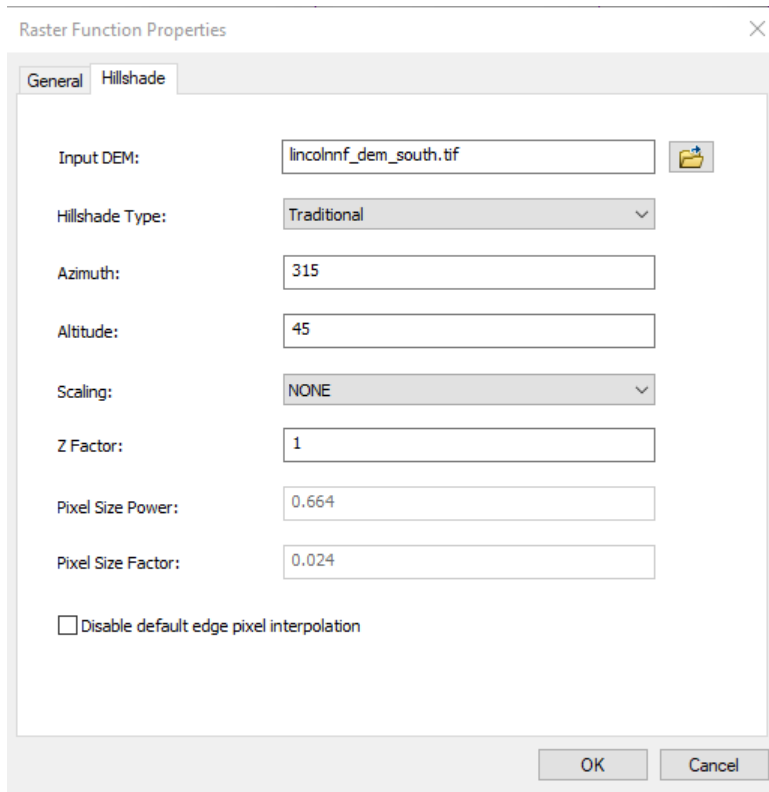 Raster Function Properties
General Hillshade
Input DEM: lincolnnf_dem_south.tif
Hillshade Type: Traditional
Azimuth: 315
Altitude: 45
Scaling: NONE
Z Factor: 1
Pixel Size Power: 0.664
Pixel Size Factor: 0.024
Disable default edge pixel interpolation
OK Cancel